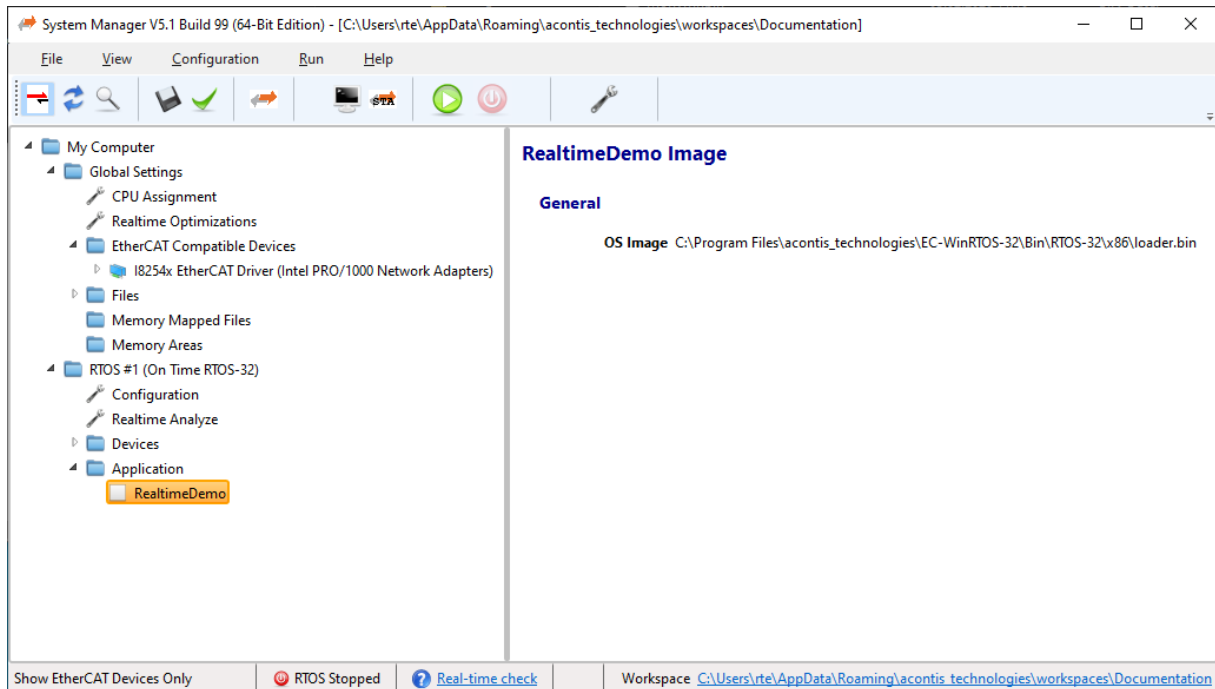 System Manager V5.1 Build 99 (64-Bit Edition) - [C:\Users\rte\AppData\Roaming\acontis_technologies\workspaces\Documentation]
File View Configuration Run Help
STA
My Computer
Global Settings
CPU Assignment
Realtime Optimizations
EtherCAT Compatible Devices
I8254x EtherCAT Driver (Intel PRO/1000 Network Adapters)
Files
Memory Mapped Files
Memory Areas
RTOS #1 (On Time RTOS-32)
Configuration
Realtime Analyze
Devices
Application
RealtimeDemo
RealtimeDemo Image
General
OS Image C:\Program Files\acontis_technologies\EC-WinRTOS-32\Bin\RTOS-32\x86\loader.bin
Show EtherCAT Devices Only RTOS Stopped Real-time check Workspace C:\Users\rte\AppData\Roaming\acontis_technologies\workspaces\Documentation